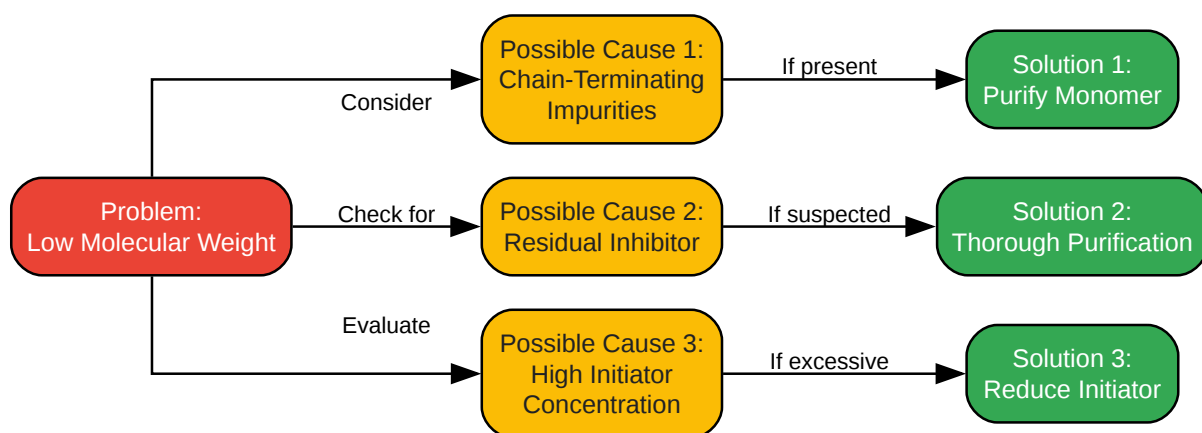 Possible Cause 1:
Chain-Terminating
Impurities
If present
Solution 1:
Purify Monomer
Consider
Problem:
Low Molecular Weight
Check for
Possible Cause 2:
Residual Inhibitor
If suspected
Solution 2:
Thorough Purification
Evaluate
Possible Cause 3:
High Initiator
Concentration
If excessive
Solution 3:
Reduce Initiator